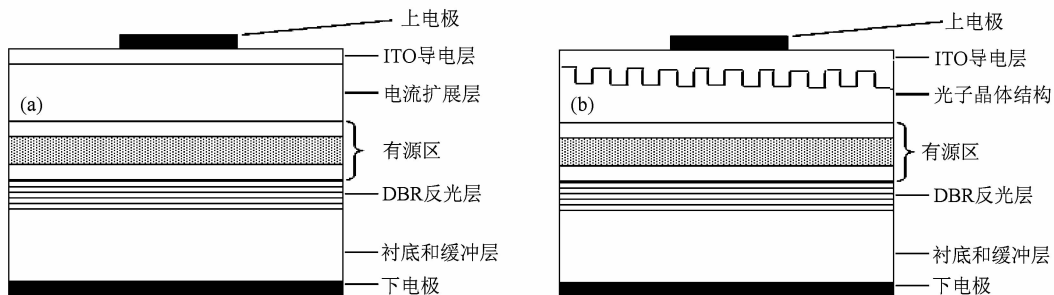 上电极
ITO导电层
电流扩展层
(a)
有源区
DBR反光层
衬底和缓冲层
下电极
上电极
ITO导电层
光子晶体结构
(b)
有源区
DBR反光层
衬底和缓冲层
下电极